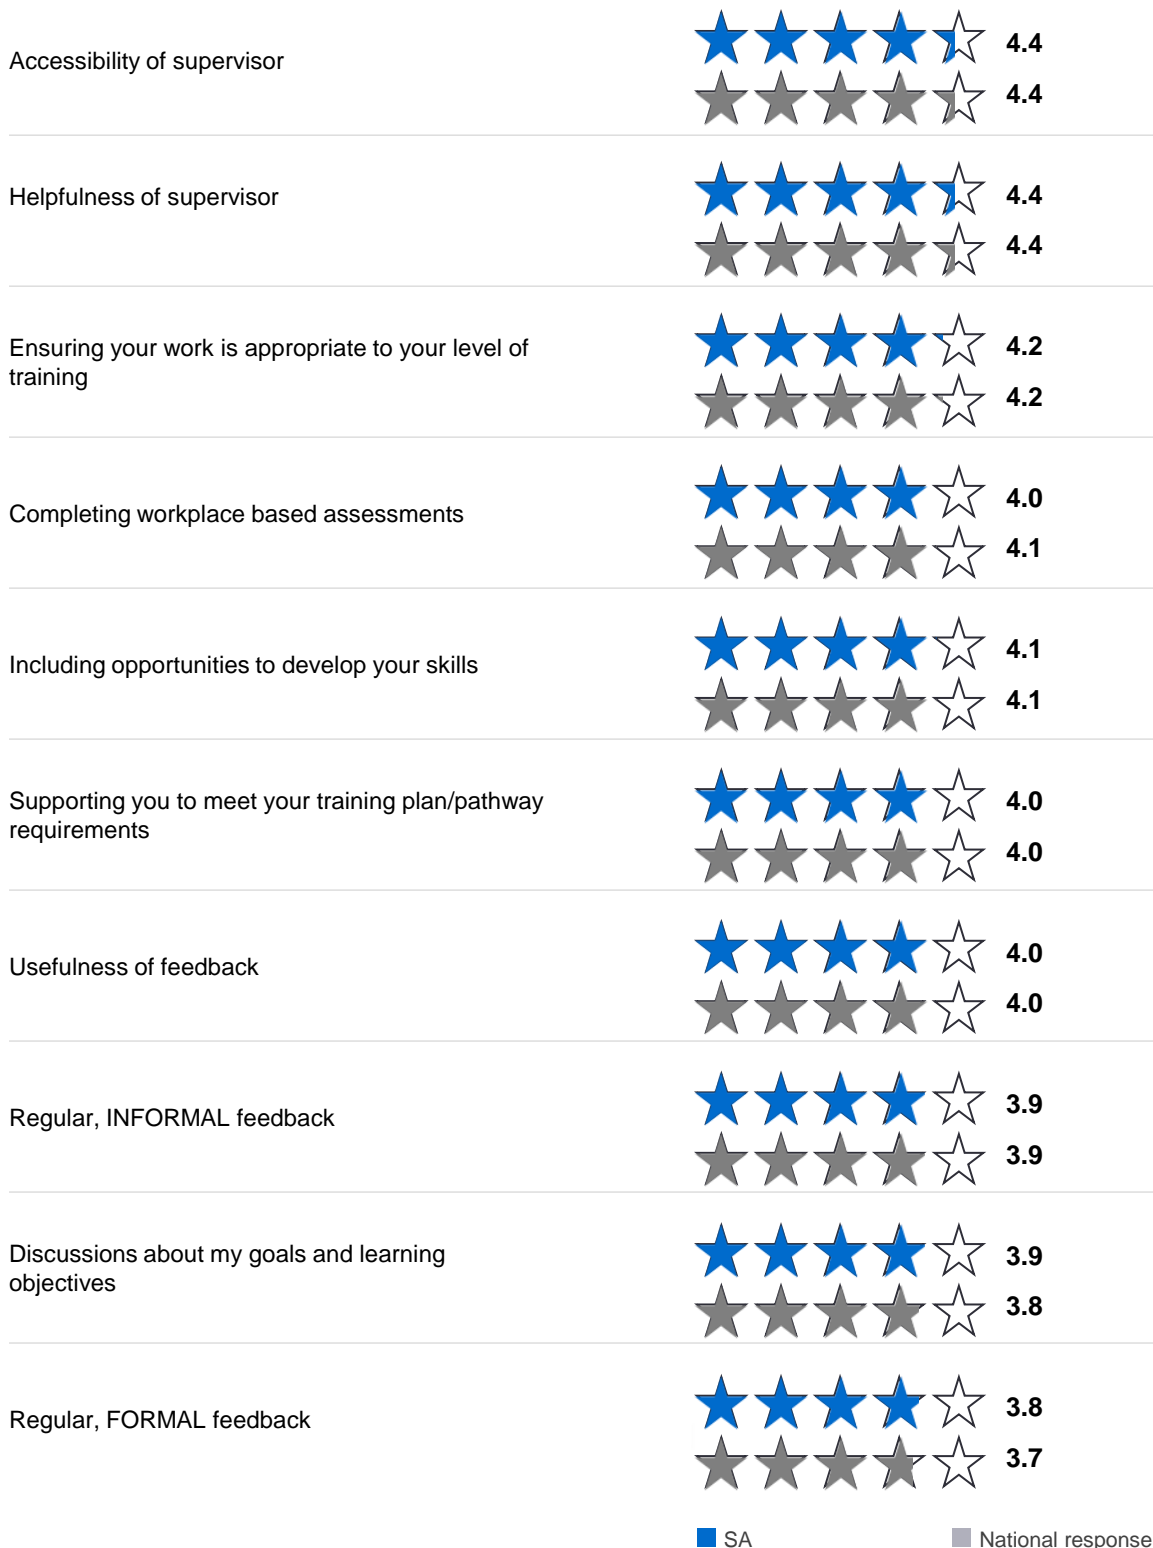 Accessibility of supervisor
4.4
4.4
Helpfulness of supervisor
4.4
4.4
Ensuring your work is appropriate to your level of
training
4.2
4.2
Completing workplace based assessments
4.0
4.1
Including opportunities to develop your skills
4.1
4.1
Supporting you to meet your training plan/pathway
requirements
4.0
4.0
Usefulness of feedback
4.0
4.0
Regular, INFORMAL feedback
3.9
3.9
Discussions about my goals and learning
objectives
3.9
3.8
Regular, FORMAL feedback
3.8
3.7
SA
National response